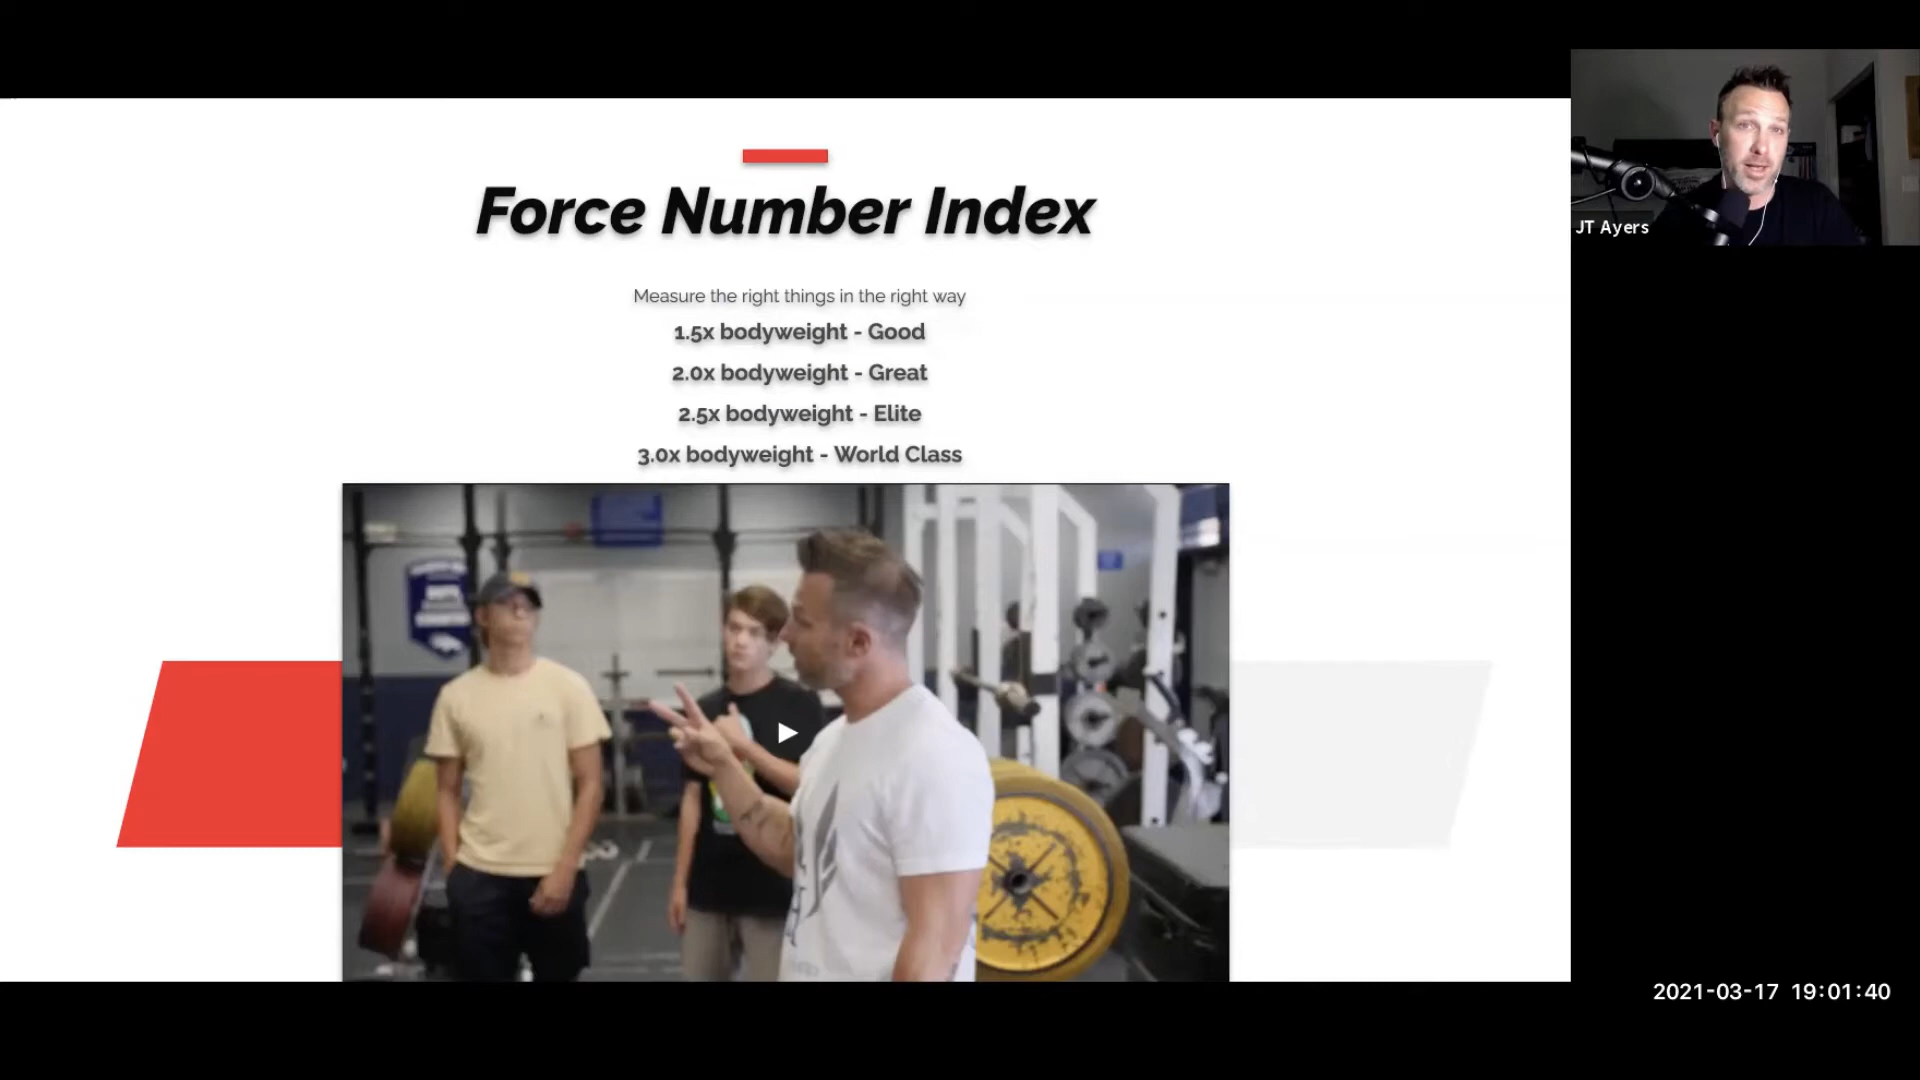 Force Number Index
Measure the right things in the right way
1.5x bodyweight - Good
2.0x bodyweight - Great
2.5x bodyweight - Elite
3.0x bodyweight - World Class
JT Ayers
2021-03-17 19:01:40